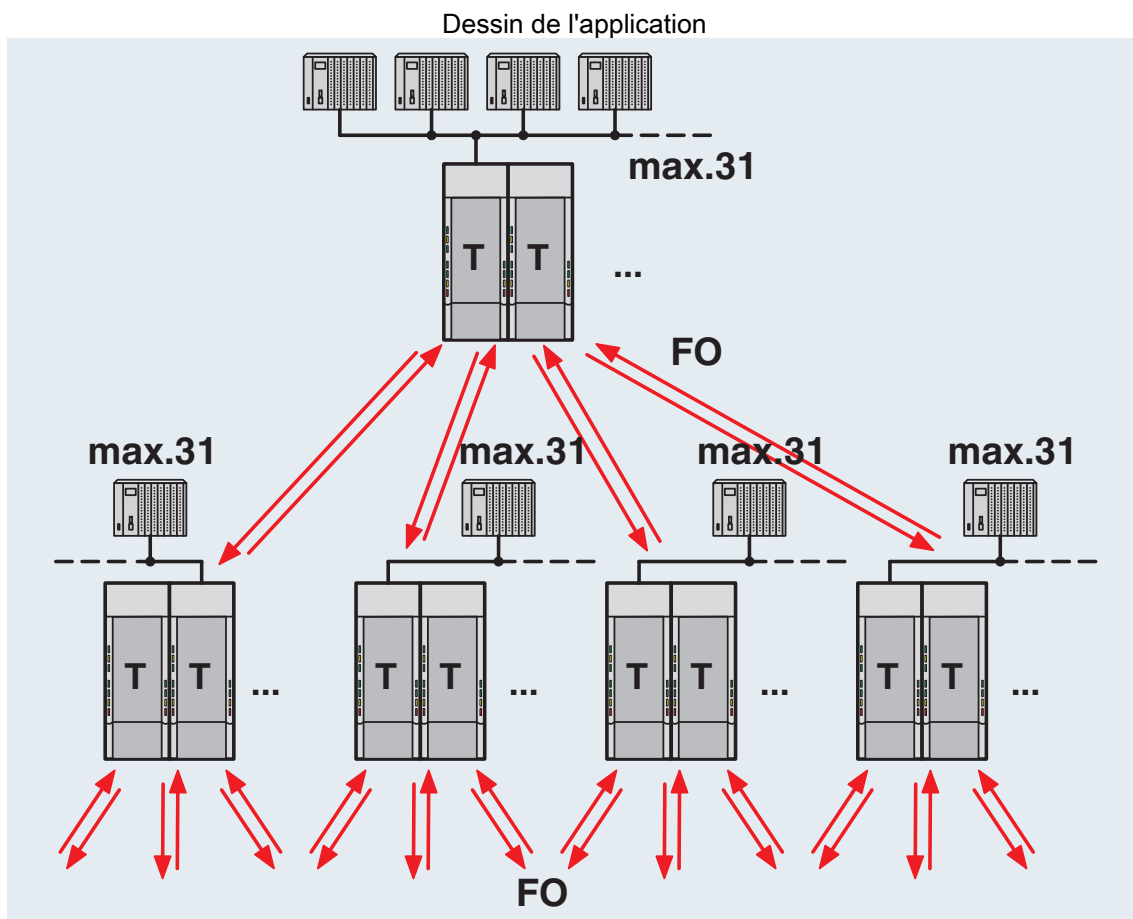 Dessin de l'application
max.31
T T ...
FO
max.31 max.31 max.31 max.31
T T ... T T ... T T ... T T ...
FO